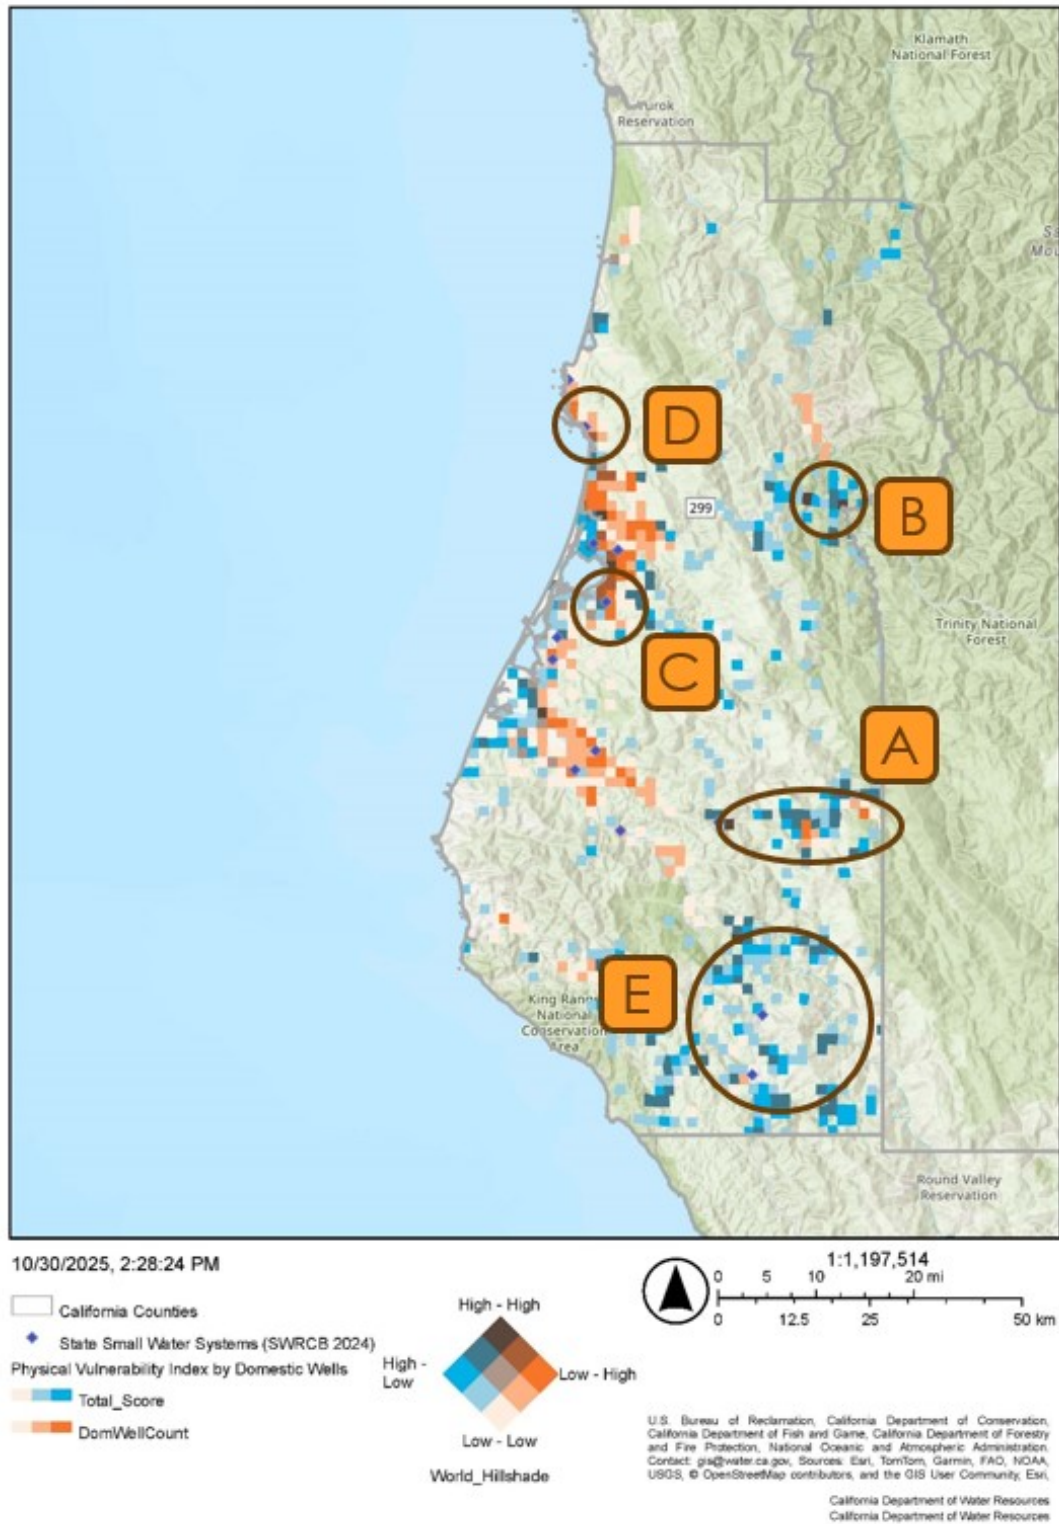 Klamath
National Forest
Yurok
Reservation
D
299
B
Trinity National
Forest
C
A
E
King Range
National
Conservation
Area
Round Valley
Reservation
10/30/2025, 2:28:24 PM
California Counties
State Small Water Systems (SWRCB 2024)
Physical Vulnerability Index by Domestic Wells
Total_Score
DomWellCount
High - High
High -
Low
Low - High
Low - Low
World_Hillshade
1:1,197,514
0 5 10 20 mi
0 12.5 25 50 km
U.S. Bureau of Reclamation, California Department of Conservation,
California Department of Fish and Game, California Department of Forestry
and Fire Protection, National Oceanic and Atmospheric Administration.
Contact: gis@water.ca.gov, Sources: Esri, TomTom, Garmin, FAO, NOAA,
USGS, © OpenStreetMap contributors, and the GIS User Community, Esri,
California Department of Water Resources
California Department of Water Resources